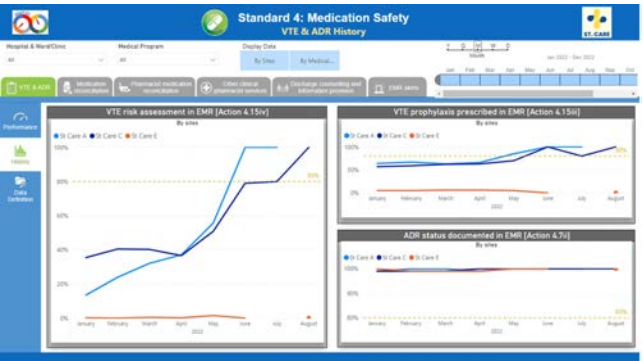 Standard 4: Medication Safety
VTE & ADR History
ST. CARE
Hospital & Ward/Clinic
Medical Program
Display Data
All
All
By Sites
By Medical...
Y Q M W D
Month
Jan 2022 - Dec 2022
Jan Feb Mar Apr May Jun Jul Aug Sep Oct
VTE & ADR
Medication reconciliation
Pharmacist medication reconciliation
Other clinical pharmacist services
Discharge counselling and information provision
EMR alerts
Performance
History
Data Definition
VTE risk assessment in EMR [Action 4.15iv]
By sites
St Care A St Care C St Care E
100%
80%
80%
60%
40%
20%
0%
January February March April May June July August
2022
VTE prophylaxis prescribed in EMR [Action 4.15iii]
By sites
St Care A St Care C St Care E
100%
80%
50%
0%
January February March April May June July August
2022
ADR status documented in EMR [Action 4.7ii]
By sites
St Care A St Care C St Care E
100%
90%
80%
80%
January February March April May June July August
2022